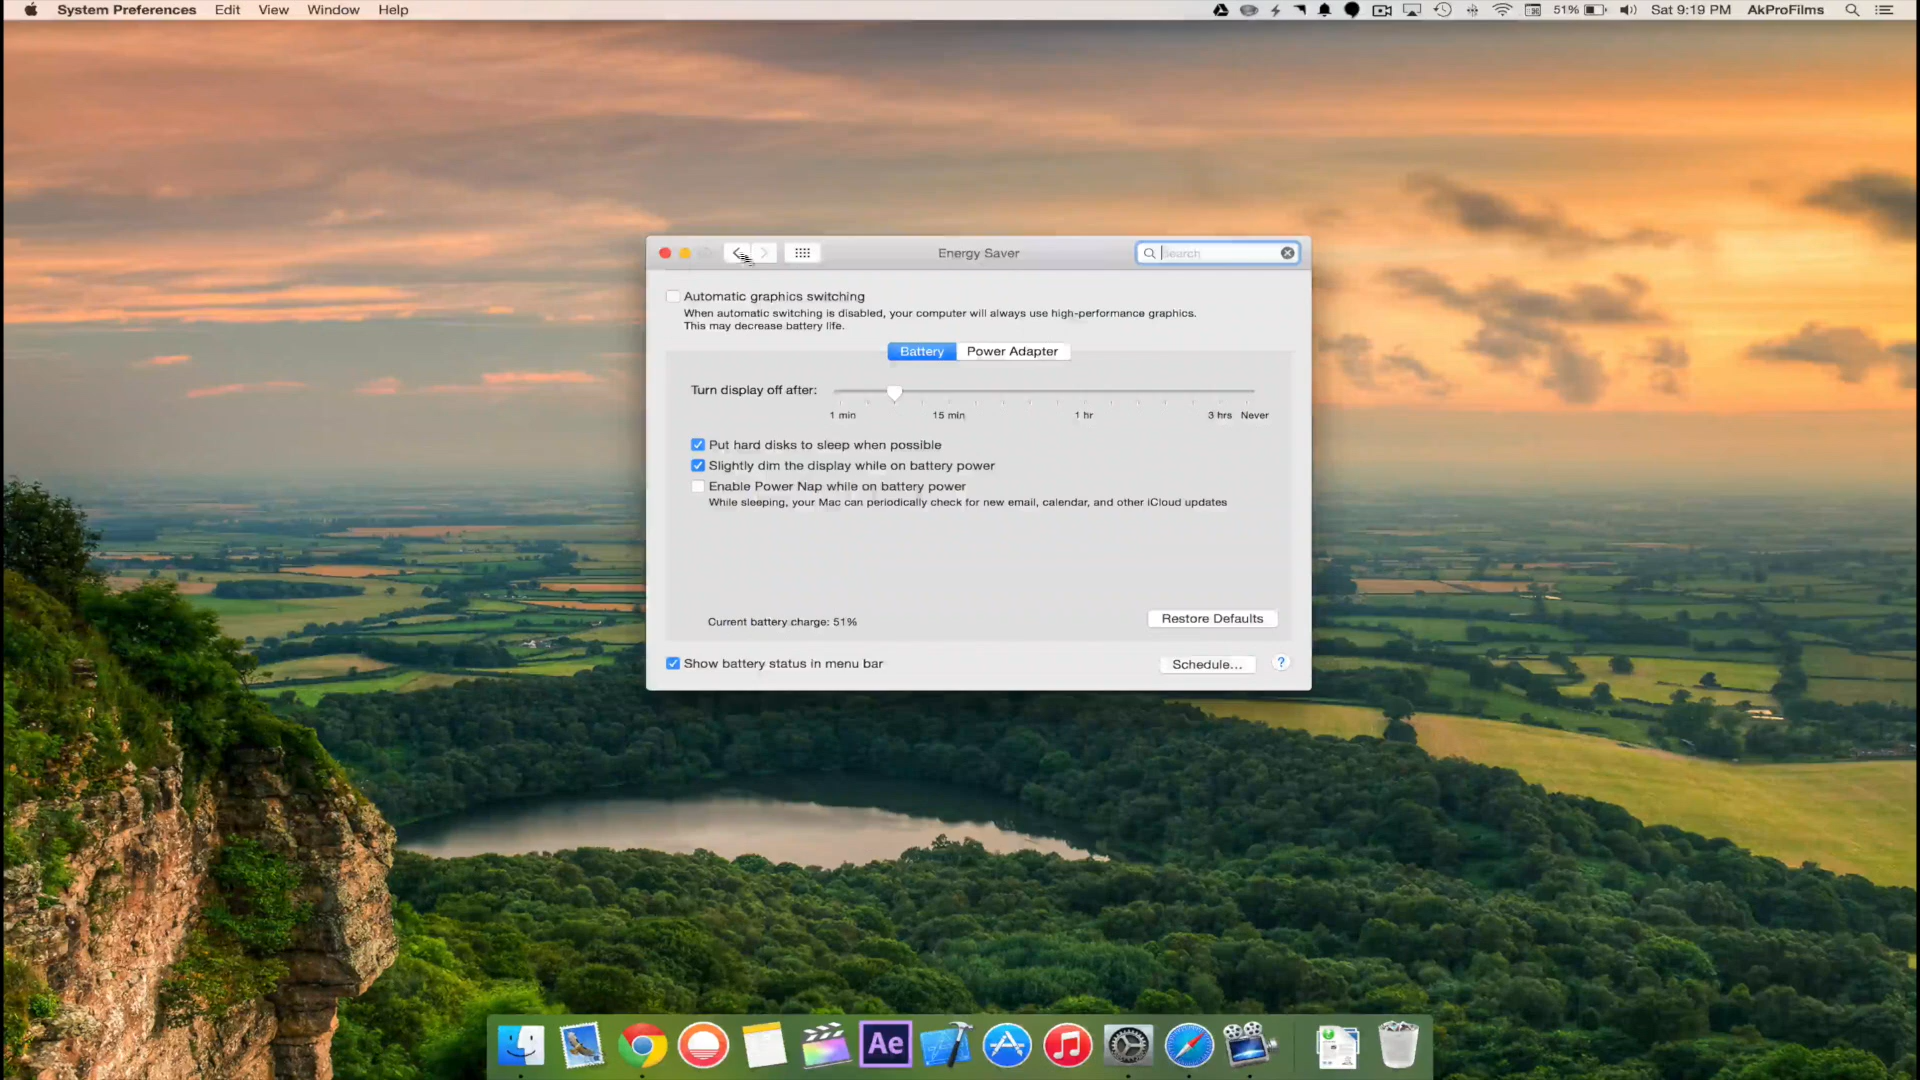 System Preferences Edit View Window Help
51% Sat 9:19 PM AkProFilms
Energy Saver
Search
Automatic graphics switching
When automatic switching is disabled, your computer will always use high-performance graphics.
This may decrease battery life.
Battery Power Adapter
Turn display off after:
1 min 15 min 1 hr 3 hrs Never
Put hard disks to sleep when possible
Slightly dim the display while on battery power
Enable Power Nap while on battery power
While sleeping, your Mac can periodically check for new email, calendar, and other iCloud updates
Current battery charge: 51%
Restore Defaults
Show battery status in menu bar
Schedule...
?
Ae